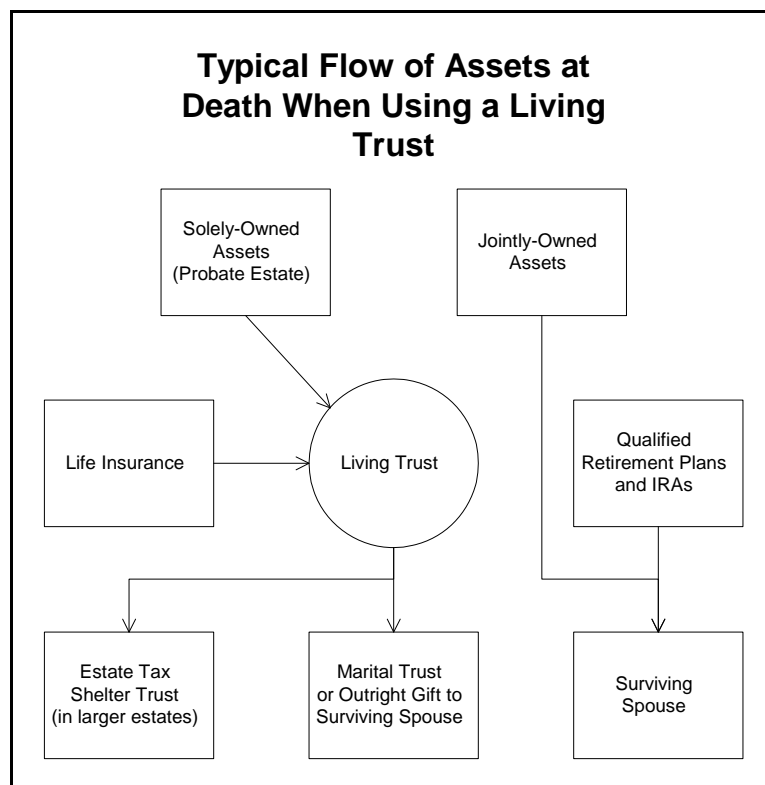 Typical Flow of Assets at
Death When Using a Living
Trust
Solely-Owned
Assets
(Probate Estate)
Jointly-Owned
Assets
Life Insurance
Living Trust
Qualified
Retirement Plans
and IRAs
Estate Tax
Shelter Trust
(in larger estates)
Marital Trust
or Outright Gift to
Surviving Spouse
Surviving
Spouse